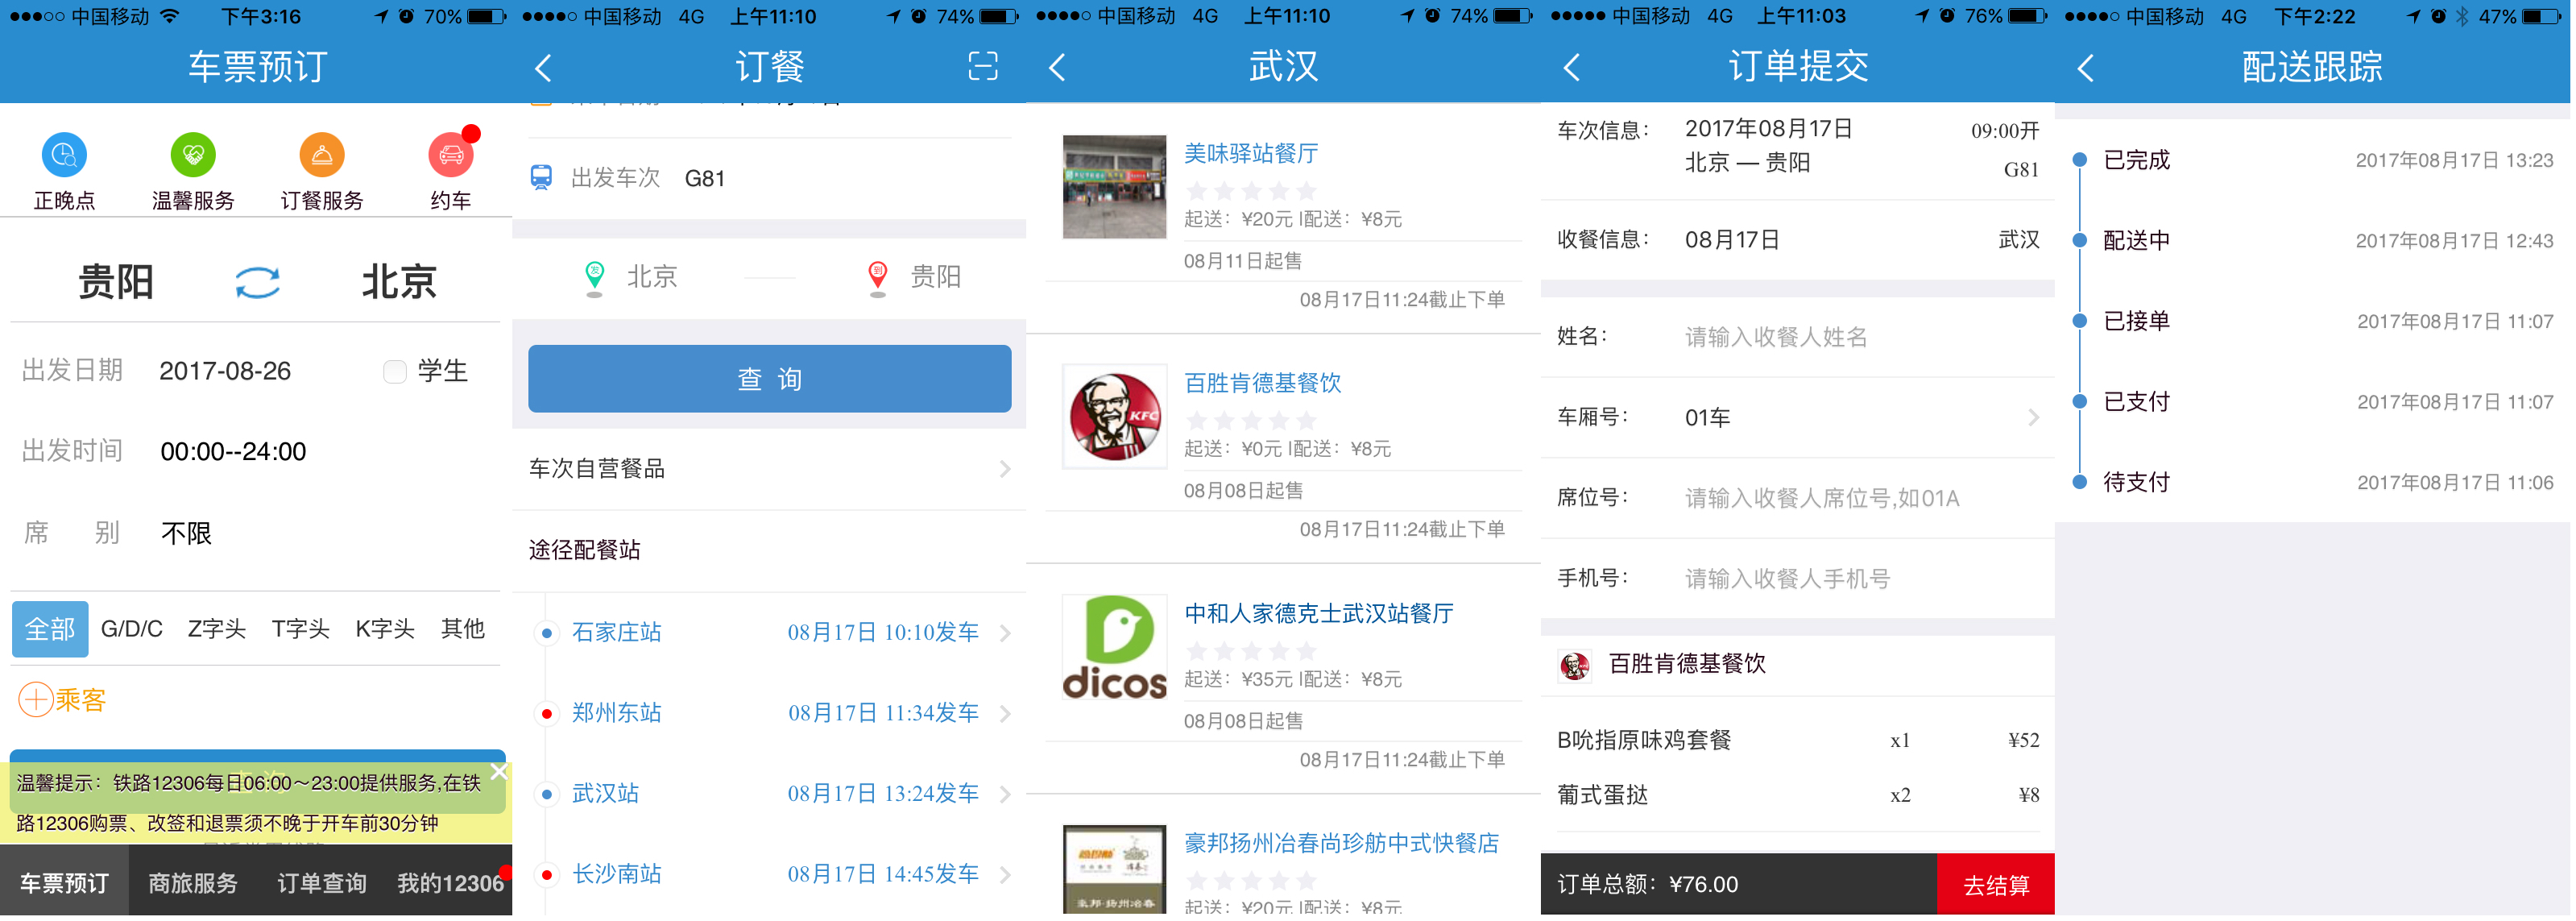 中国移动
下午3:16
70%
车票预订
正晚点
温馨服务
订餐服务
约车
贵阳
北京
出发日期
2017-08-26
学生
出发时间
00:00--24:00
席 别
不限
全部
G/D/C
Z字头
T字头
K字头
其他
乘客
温馨提示：铁路12306每日06:00～23:00提供服务,在铁
路12306购票、改签和退票须不晚于开车前30分钟
车票预订
商旅服务
订单查询
我的12306
中国移动 4G
上午11:10
74%
订餐
出发车次
G81
发
北京
到
贵阳
查 询
车次自营餐品
途径配餐站
石家庄站
08月17日 10:10发车
郑州东站
08月17日 11:34发车
武汉站
08月17日 13:24发车
长沙南站
08月17日 14:45发车
中国移动 4G
上午11:10
74%
武汉
美味驿站餐厅
起送：¥20元 |配送：¥8元
08月11日起售
08月17日11:24截止下单
KFC
百胜肯德基餐饮
起送：¥0元 |配送：¥8元
08月08日起售
08月17日11:24截止下单
dicos
中和人家德克士武汉站餐厅
起送：¥35元 |配送：¥8元
08月08日起售
08月17日11:24截止下单
豪邦扬州冶春尚珍舫中式快餐店
起送：¥20元 |配送：¥8元
中国移动 4G
上午11:03
76%
订单提交
车次信息：
2017年08月17日
09:00开
北京 — 贵阳
G81
收餐信息：
08月17日
武汉
姓名：
请输入收餐人姓名
车厢号：
01车
席位号：
请输入收餐人席位号,如01A
手机号：
请输入收餐人手机号
百胜肯德基餐饮
B吮指原味鸡套餐
x1
¥52
葡式蛋挞
x2
¥8
订单总额：¥76.00
去结算
中国移动 4G
下午2:22
47%
配送跟踪
已完成
2017年08月17日 13:23
配送中
2017年08月17日 12:43
已接单
2017年08月17日 11:07
已支付
2017年08月17日 11:07
待支付
2017年08月17日 11:06